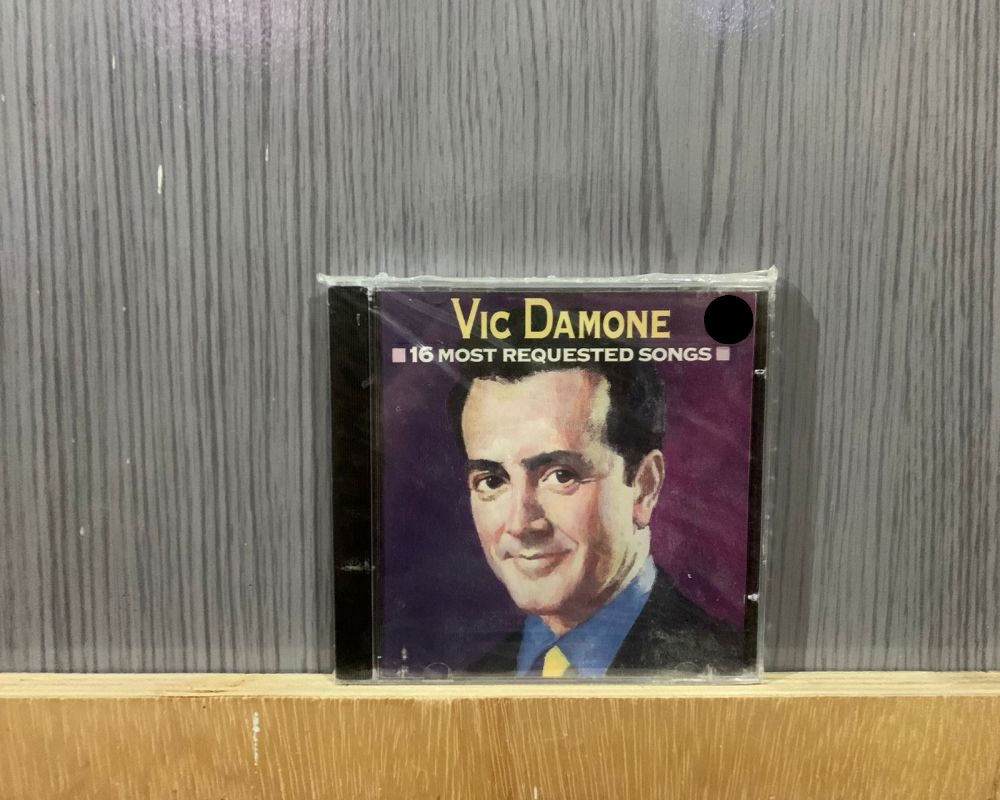 VIC DAMONE
16 MOST REQUESTED SONGS